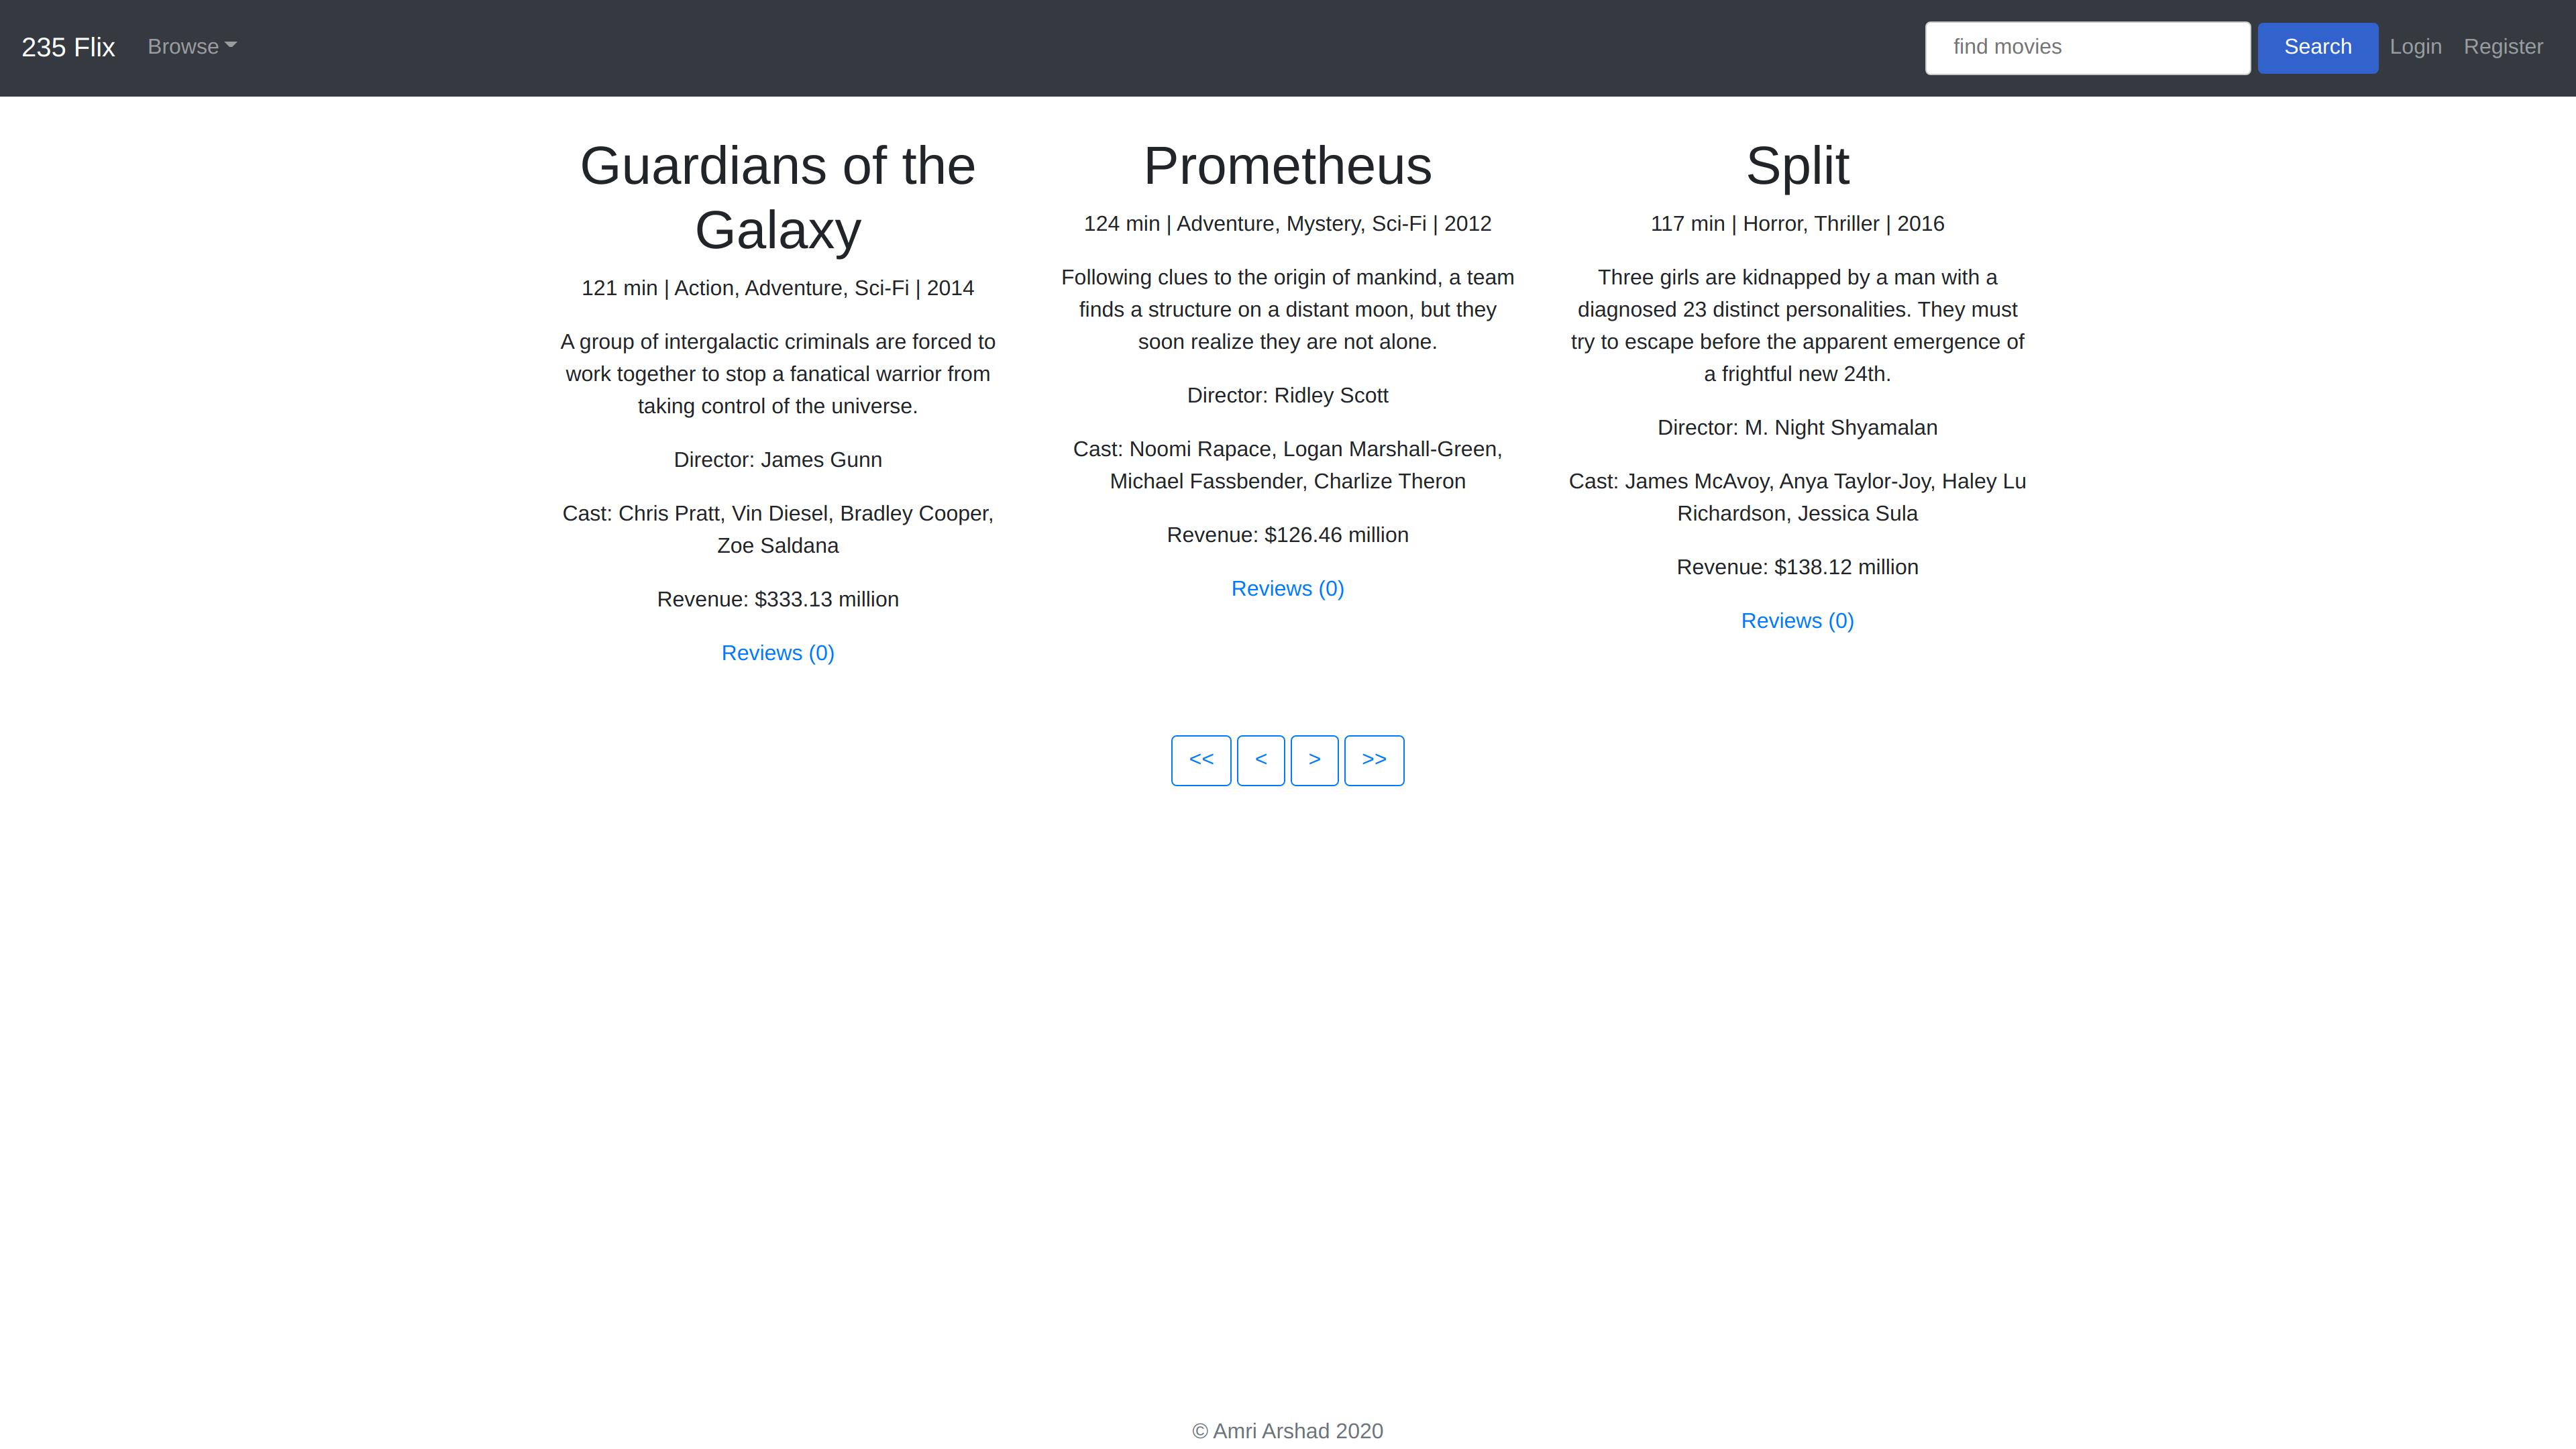 235 Flix
Browse
find movies
Search
Login
Register
Guardians of the
Galaxy
121 min | Action, Adventure, Sci-Fi | 2014
A group of intergalactic criminals are forced to
work together to stop a fanatical warrior from
taking control of the universe.
Director: James Gunn
Cast: Chris Pratt, Vin Diesel, Bradley Cooper,
Zoe Saldana
Revenue: $333.13 million
Reviews (0)
Prometheus
124 min | Adventure, Mystery, Sci-Fi | 2012
Following clues to the origin of mankind, a team
finds a structure on a distant moon, but they
soon realize they are not alone.
Director: Ridley Scott
Cast: Noomi Rapace, Logan Marshall-Green,
Michael Fassbender, Charlize Theron
Revenue: $126.46 million
Reviews (0)
Split
117 min | Horror, Thriller | 2016
Three girls are kidnapped by a man with a
diagnosed 23 distinct personalities. They must
try to escape before the apparent emergence of
a frightful new 24th.
Director: M. Night Shyamalan
Cast: James McAvoy, Anya Taylor-Joy, Haley Lu
Richardson, Jessica Sula
Revenue: $138.12 million
Reviews (0)
<< < > >>
© Amri Arshad 2020